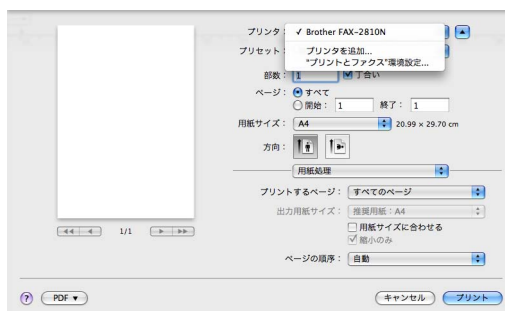 プリンタ： ✓ Brother FAX-2810N
プリンタを追加...
プリセット：
"プリントとファクス"環境設定...
部数： 1 丁合い
ページ： すべて
開始： 1 終了： 1
用紙サイズ： A4 20.99 × 29.70 cm
方向：
用紙処理
プリントするページ： すべてのページ
出力用紙サイズ： 推奨用紙：A4
1/1
用紙サイズに合わせる
縮小のみ
ページの順序： 自動
? PDF キャンセル プリント